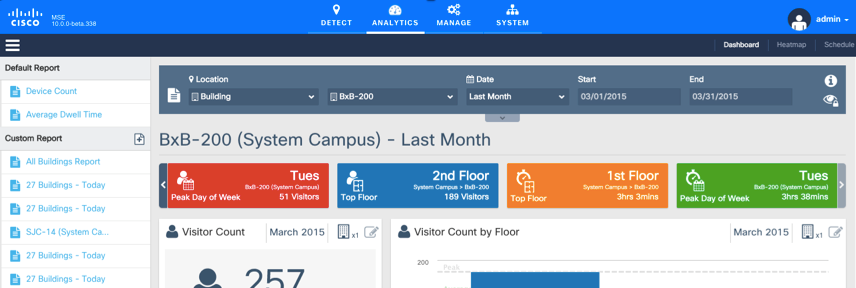 CISCO
MSE
10.0.0-beta.338
DETECT
ANALYTICS
MANAGE
SYSTEM
admin
Dashboard
Heatmap
Schedule
Default Report
Device Count
Average Dwell Time
Custom Report
All Buildings Report
27 Buildings - Today
27 Buildings - Today
SJC-14 (System Ca...
27 Buildings - Today
27 Buildings - Today
Location
Date
Start
End
Building
BxB-200
Last Month
03/01/2015
03/31/2015
BxB-200 (System Campus) - Last Month
Tues
BxB-200 (System Campus)
Peak Day of Week
51 Visitors
2nd Floor
System Campus > BxB-200
Top Floor
189 Visitors
1st Floor
System Campus > BxB-200
Top Floor
3hrs 3mins
Tues
BxB-200 (System Campus)
Peak Day of Week
3hrs 38mins
Visitor Count
March 2015
x1
257
Visitor Count by Floor
March 2015
x1
200
Peak